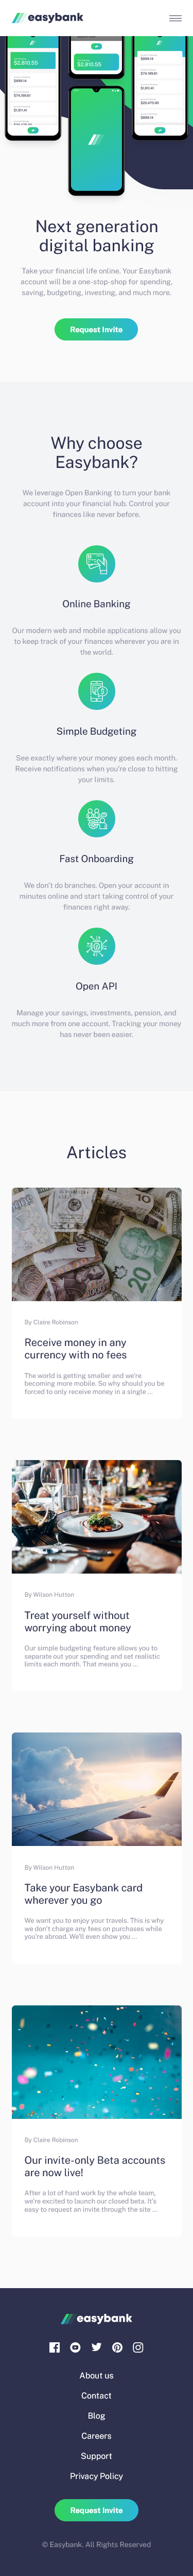 easybank
Next generation
digital banking
Take your financial life online. Your Easybank
account will be a one-stop-shop for spending,
saving, budgeting, investing, and much more.
Request Invite
Why choose
Easybank?
We leverage Open Banking to turn your bank
account into your financial hub. Control your
finances like never before.
Online Banking
Our modern web and mobile applications allow you
to keep track of your finances wherever you are in
the world.
Simple Budgeting
See exactly where your money goes each month.
Receive notifications when you're close to hitting
your limits.
Fast Onboarding
We don't do branches. Open your account in
minutes online and start taking control of your
finances right away.
Open API
Manage your savings, investments, pension, and
much more from one account. Tracking your money
has never been easier.
Articles
By Claire Robinson
Receive money in any
currency with no fees
The world is getting smaller and we're
becoming more mobile. So why should you be
forced to only receive money in a single ...
By Wilson Hutton
Treat yourself without
worrying about money
Our simple budgeting feature allows you to
separate out your spending and set realistic
limits each month. That means you ...
By Wilson Hutton
Take your Easybank card
wherever you go
We want you to enjoy your travels. This is why
we don't charge any fees on purchases while
you're abroad. We'll even show you ...
By Claire Robinson
Our invite-only Beta accounts
are now live!
After a lot of hard work by the whole team,
we're excited to launch our closed beta. It's
easy to request an invite through the site ...
easybank
About us
Contact
Blog
Careers
Support
Privacy Policy
Request Invite
© Easybank. All Rights Reserved